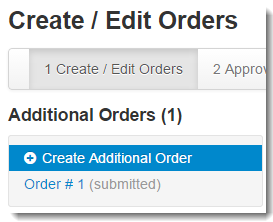 Create / Edit Orders
1 Create / Edit Orders 2 Approv
Additional Orders (1)
Create Additional Order
Order # 1 (submitted)